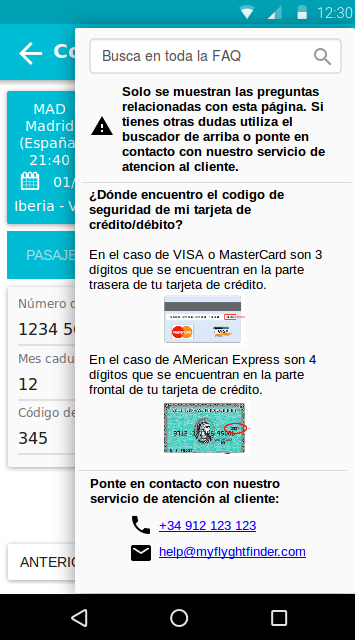 12:30
Co
Busca en toda la FAQ
Solo se muestran las preguntas
relacionadas con esta página. Si
tienes otras dudas utiliza el
buscador de arriba o ponte en
contacto con nuestro servicio de
atención al cliente.
MAD
Madrid
(España
21:40
01/
Iberia - V
PASAJE
Número d
1234 56
Mes cadu
12
Código de
345
ANTERIO
¿Dónde encuentro el codigo de
seguridad de mi tarjeta de
crédito/débito?
En el caso de VISA o MasterCard son 3
dígitos que se encuentran en la parte
trasera de tu tarjeta de crédito.
MasterCard
VISA
En el caso de AMerican Express son 4
dígitos que se encuentran en la parte
frontal de tu tarjeta de crédito.
Ponte en contacto con nuestro
servicio de atención al cliente:
+34 912 123 123
help@myflyghtfinder.com